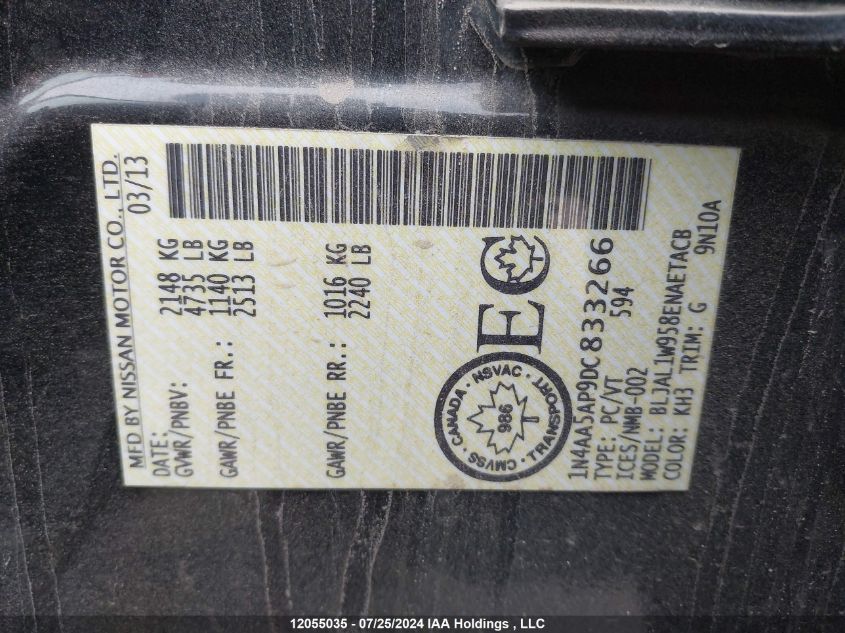 MFD BY NISSAN MOTOR CO., LTD.
DATE: 03/13
GVWR/PNBV: 2148 KG
4735 LB
GAWR/PNBE FR.: 1140 KG
2513 LB
GAWR/PNBE RR.: 1016 KG
2240 LB
CMVSS · CANADA · NSVAC · TRANSPORT
986
EC
1N4AA5AP9DC833266
TYPE: PC/VT 594
ICES/NMB-002
MODEL: BLJAL1W958ENAETACB
COLOR: KH3 TRIM: G 9N10A
12055035 - 07/25/2024 IAA Holdings , LLC